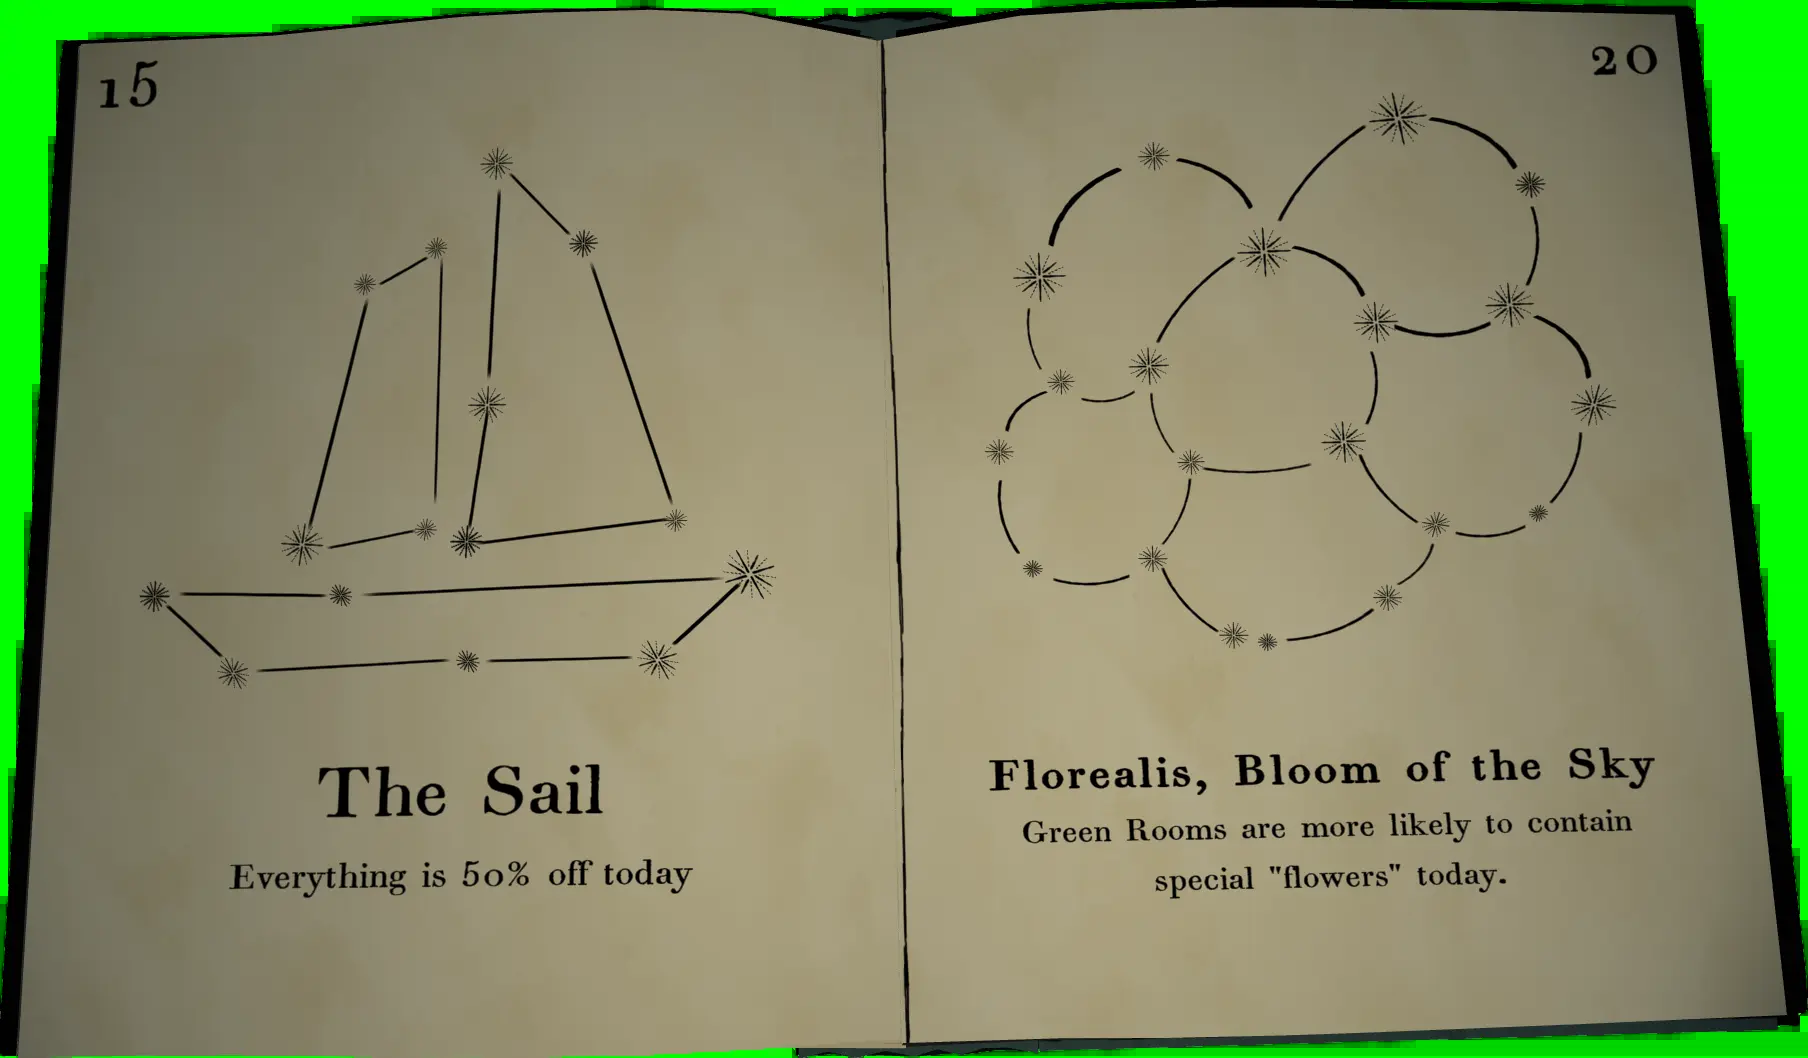 15
The Sail
Everything is 50% off today
20
Florealis, Bloom of the Sky
Green Rooms are more likely to contain
special "flowers" today.